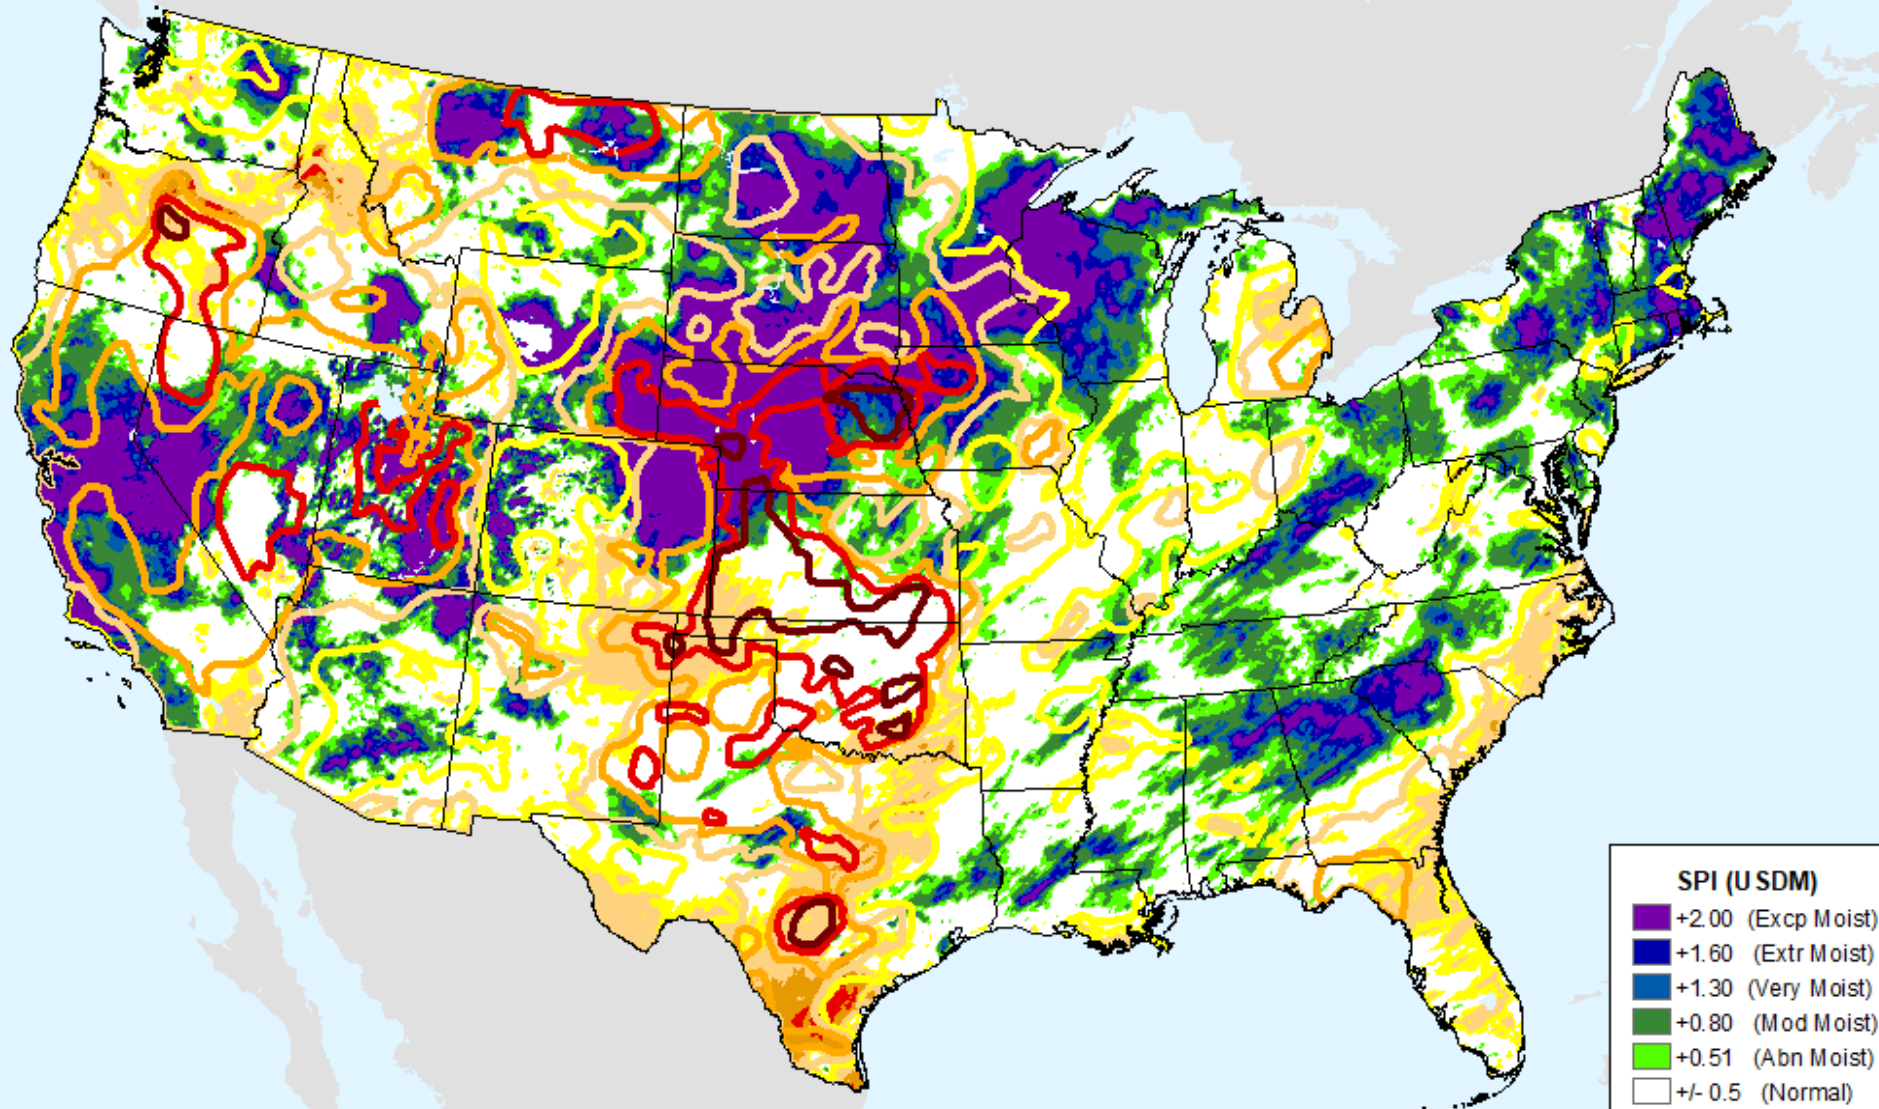 SPI (USDM)
+2.00 (Excp Moist)
+1.60 (Extr Moist)
+1.30 (Very Moist)
+0.80 (Mod Moist)
+0.51 (Abn Moist)
+/- 0.5 (Normal)